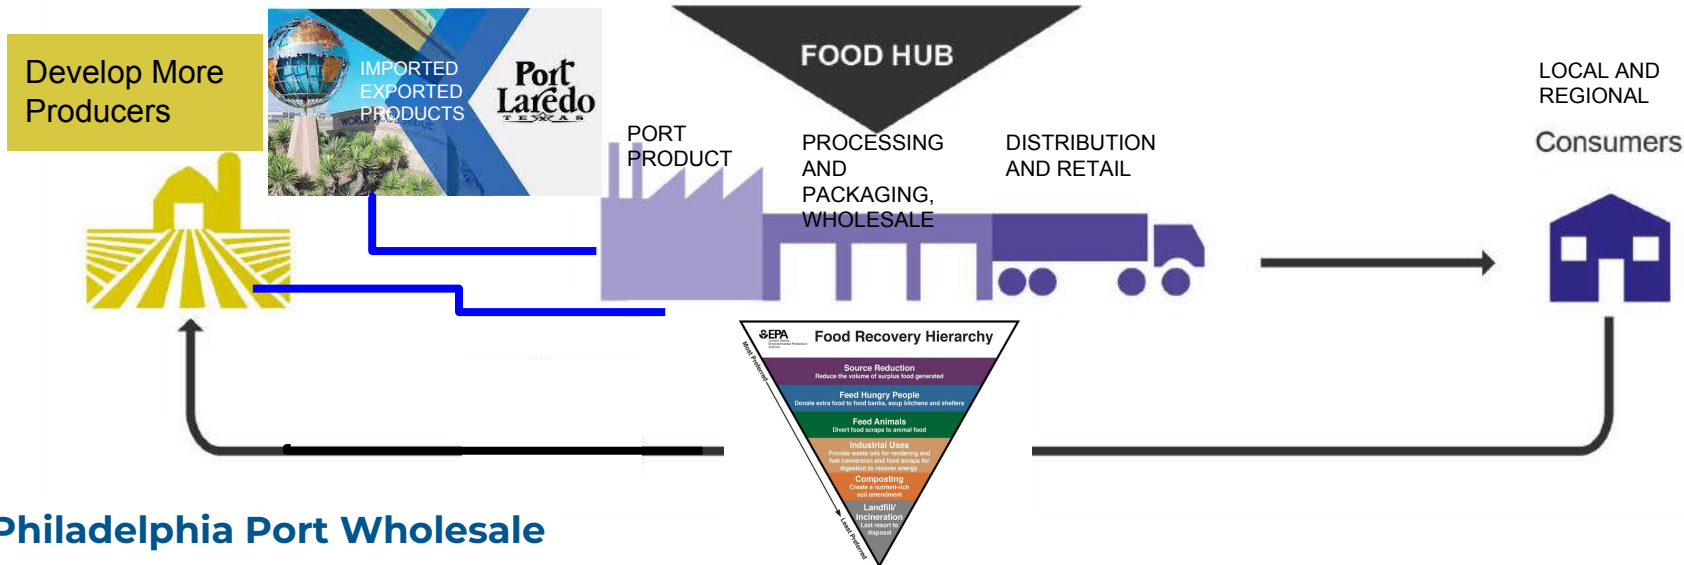 Develop More
Producers
IMPORTED
EXPORTED
PRODUCTS
Port
Laredo
TEXAS
FOOD HUB
PORT
PRODUCT
PROCESSING
AND
PACKAGING,
WHOLESALE
DISTRIBUTION
AND RETAIL
LOCAL AND
REGIONAL
Consumers
EPA
United States
Environmental Protection
Agency
Food Recovery Hierarchy
Most Preferred
Source Reduction
Reduce the volume of surplus food generated
Feed Hungry People
Donate extra food to food banks, soup kitchens and shelters
Feed Animals
Divert food scraps to animal food
Industrial Uses
Provide waste oils for rendering and
fuel conversion and food scraps for
digestion to recover energy
Composting
Create a nutrient-rich
soil amendment
Landfill/
Incineration
Last resort to
disposal
Least Preferred
Philadelphia Port Wholesale